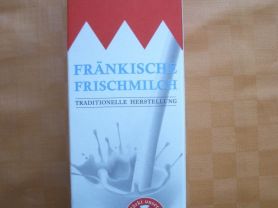 FRÄNKISCHE
FRISCHMILCH
TRADITIONELLE HERSTELLUNG